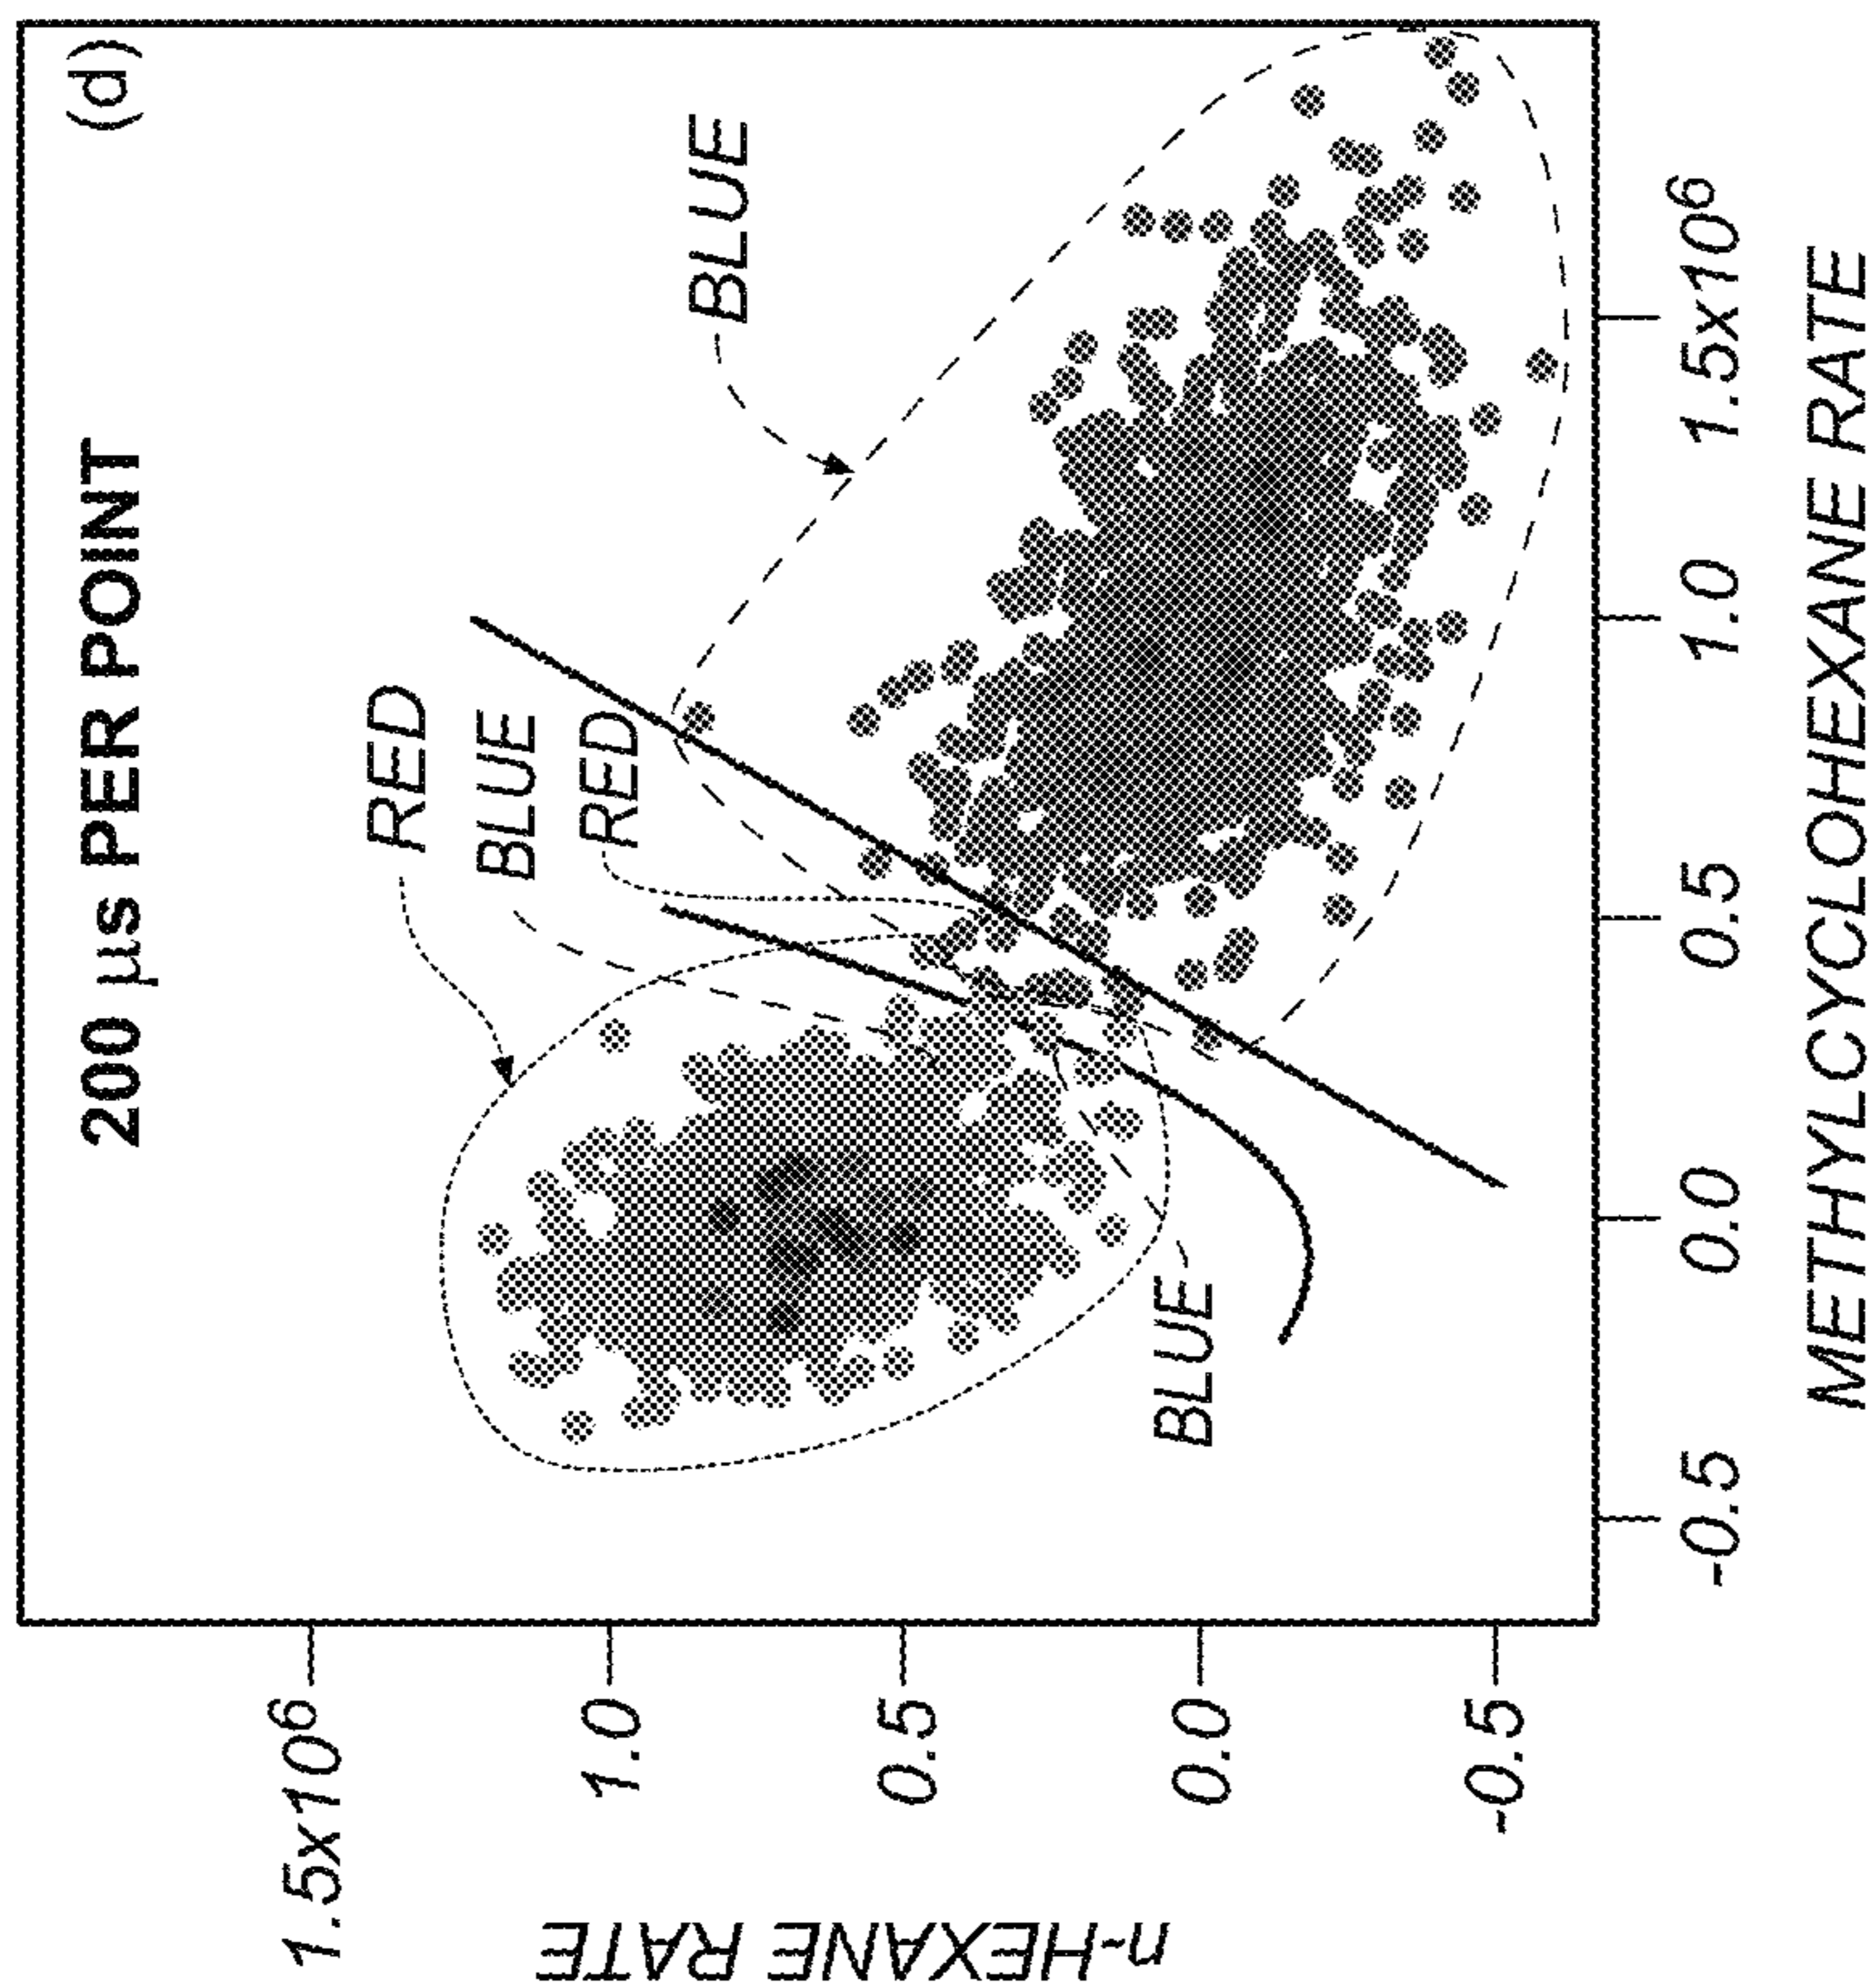 200 µs PER POINT
(d)
RED
BLUE
RED
BLUE
BLUE
n-HEXANE RATE
1.5x10⁶
1.0
0.5
0.0
-0.5
-0.5
0.0
0.5
1.0
1.5x10⁶
METHYLCYCLOHEXANE RATE